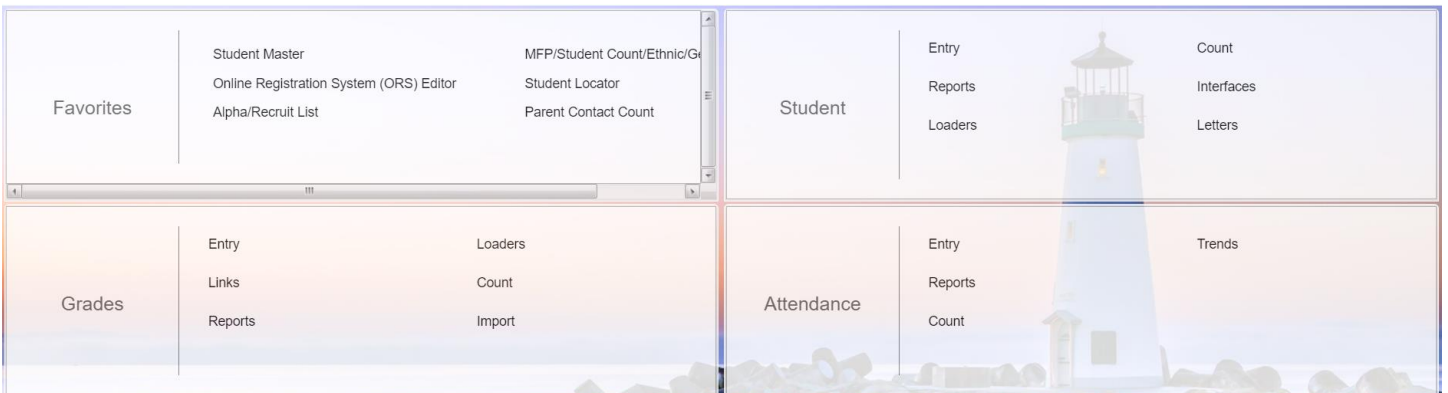 Favorites
Student Master
MFP/Student Count/Ethnic/G
Online Registration System (ORS) Editor
Student Locator
Alpha/Recruit List
Parent Contact Count
Student
Entry
Count
Reports
Interfaces
Loaders
Letters
Grades
Entry
Loaders
Links
Count
Reports
Import
Attendance
Entry
Trends
Reports
Count